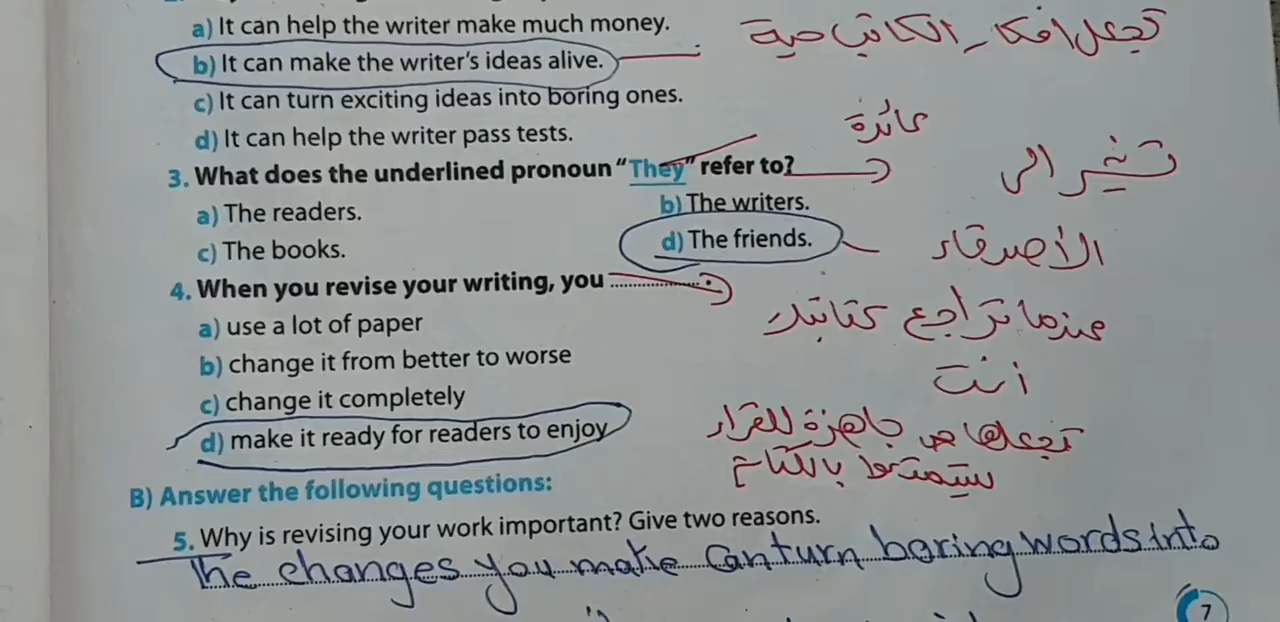 a) It can help the writer make much money.
b) It can make the writer's ideas alive.
تجعل افكار الكاتب حية
c) It can turn exciting ideas into boring ones.
d) It can help the writer pass tests.
عائدة
3. What does the underlined pronoun “They” refer to?
تشير الى
a) The readers.
b) The writers.
c) The books.
d) The friends.
الأصدقاء
4. When you revise your writing, you ..................
عندما تراجع كتابتك
انت
a) use a lot of paper
b) change it from better to worse
c) change it completely
d) make it ready for readers to enjoy
تجعلها جاهزة للقراء
B) Answer the following questions:
5. Why is revising your work important? Give two reasons.
The changes you make can turn boring words into
7